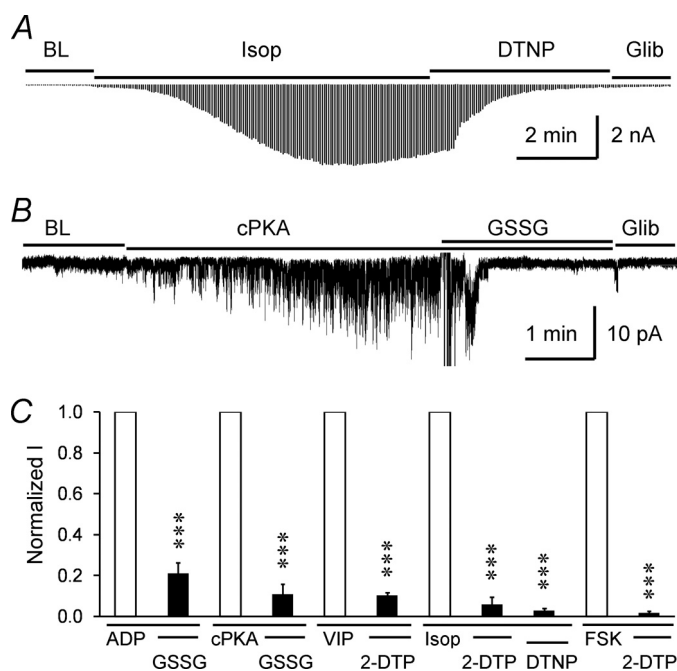 A
BL Isop DTNP Glib
2 min 2 nA
B
BL cPKA GSSG Glib
1 min 10 pA
C
Normalized I
1.0
0.8
0.6
0.4
0.2
0.0
*** *** *** *** *** ***
ADP cPKA VIP Isop FSK
GSSG GSSG 2-DTP 2-DTP DTNP 2-DTP